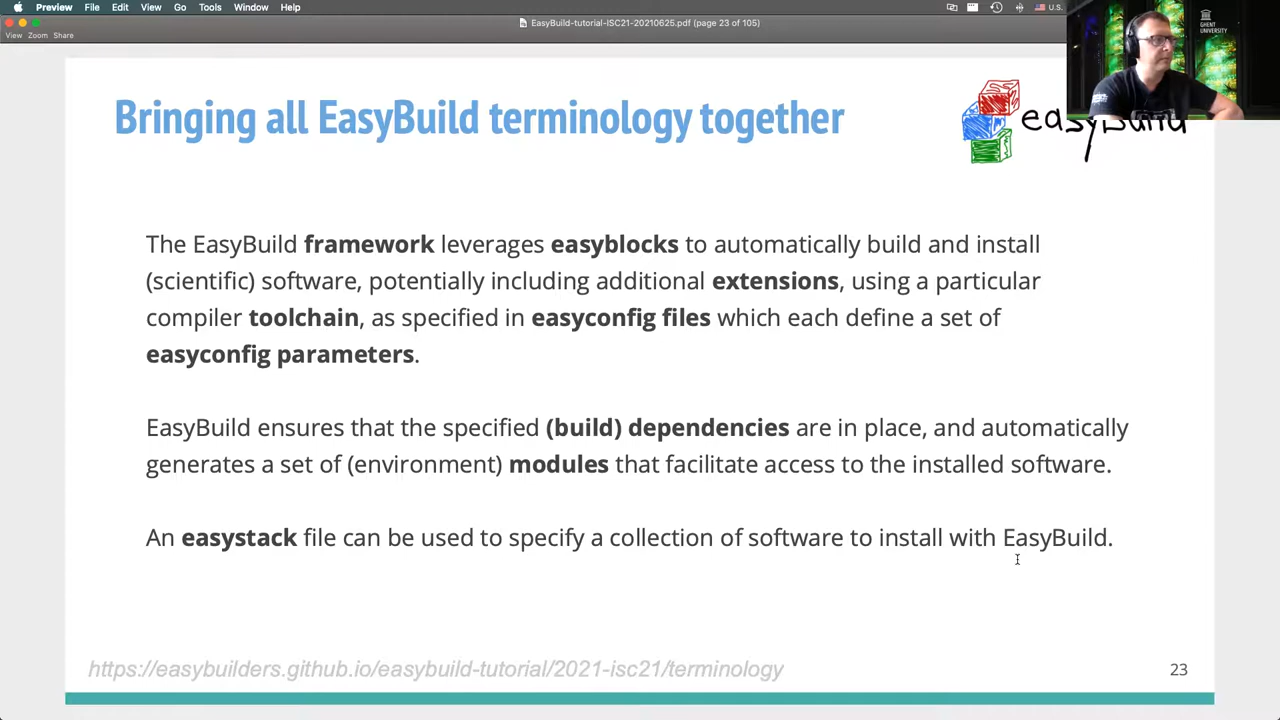 Preview File Edit View Go Tools Window Help
U.S.
EasyBuild-tutorial-ISC21-20210625.pdf (page 23 of 105)
View Zoom Share
GHENT
UNIVERSITY
Bringing all EasyBuild terminology together
easybuild
The EasyBuild framework leverages easyblocks to automatically build and install
(scientific) software, potentially including additional extensions, using a particular
compiler toolchain, as specified in easyconfig files which each define a set of
easyconfig parameters.
EasyBuild ensures that the specified (build) dependencies are in place, and automatically
generates a set of (environment) modules that facilitate access to the installed software.
An easystack file can be used to specify a collection of software to install with EasyBuild.
https://easybuilders.github.io/easybuild-tutorial/2021-isc21/terminology
23